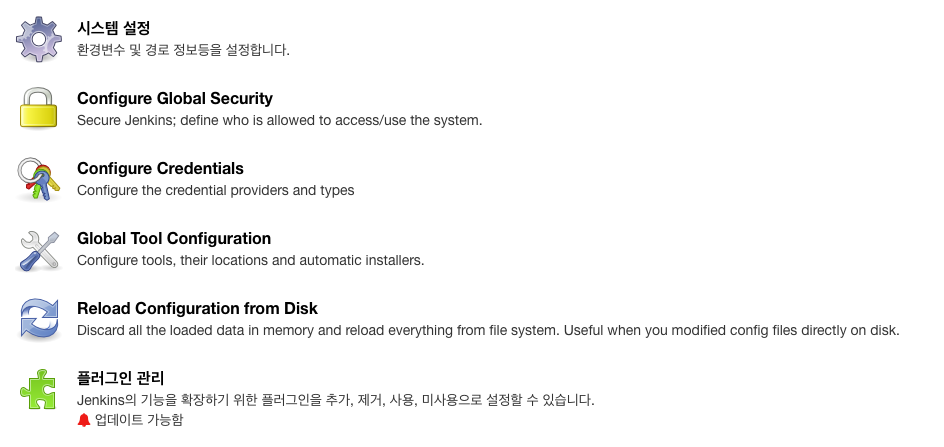 시스템 설정
환경변수 및 경로 정보등을 설정합니다.
Configure Global Security
Secure Jenkins; define who is allowed to access/use the system.
Configure Credentials
Configure the credential providers and types
Global Tool Configuration
Configure tools, their locations and automatic installers.
Reload Configuration from Disk
Discard all the loaded data in memory and reload everything from file system. Useful when you modified config files directly on disk.
플러그인 관리
Jenkins의 기능을 확장하기 위한 플러그인을 추가, 제거, 사용, 미사용으로 설정할 수 있습니다.
업데이트 가능함